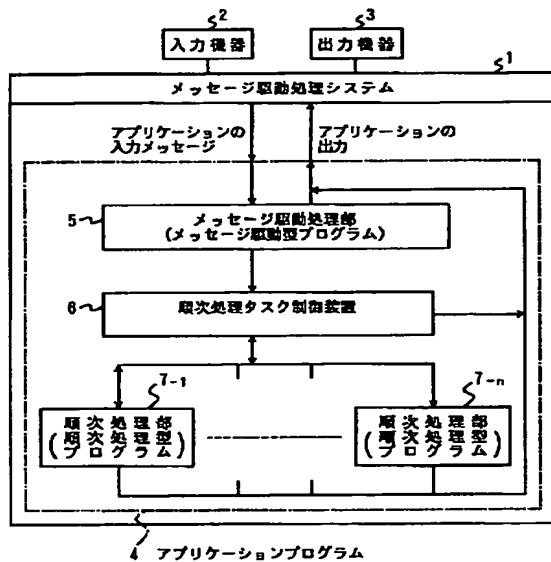 2
3
入力機器
出力機器
1
メッセージ駆動処理システム
アプリケーションの
入力メッセージ
アプリケーションの
出力
5
メッセージ駆動処理部
(メッセージ駆動型プログラム)
6
順次処理タスク制御装置
7-1
7-n
順次処理部
(順次処理型
プログラム)
順次処理部
(順次処理型
プログラム)
4 アプリケーションプログラム